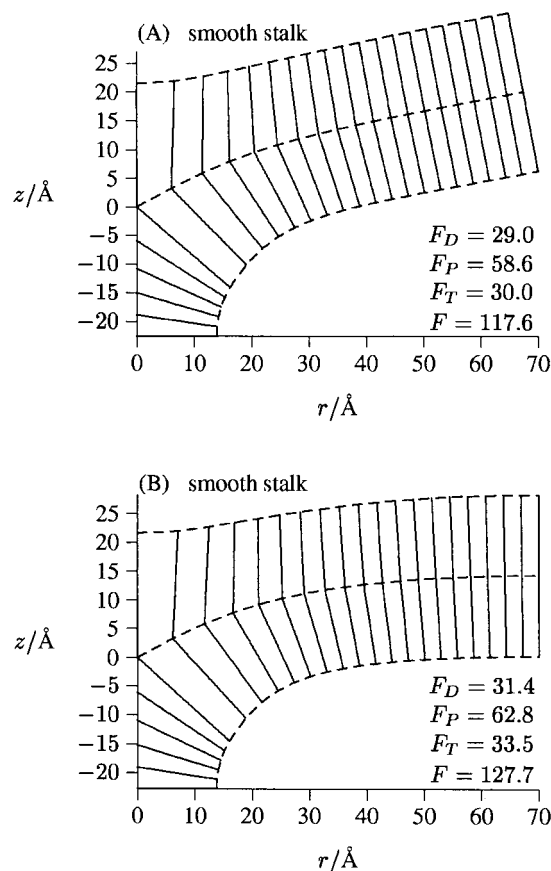 (A) smooth stalk
25
20
15
10
5
0
−5
−10
−15
−20
z/Å
F_D = 29.0
F_P = 58.6
F_T = 30.0
F = 117.6
0 10 20 30 40 50 60 70
r/Å
(B) smooth stalk
25
20
15
10
5
0
−5
−10
−15
−20
z/Å
F_D = 31.4
F_P = 62.8
F_T = 33.5
F = 127.7
0 10 20 30 40 50 60 70
r/Å